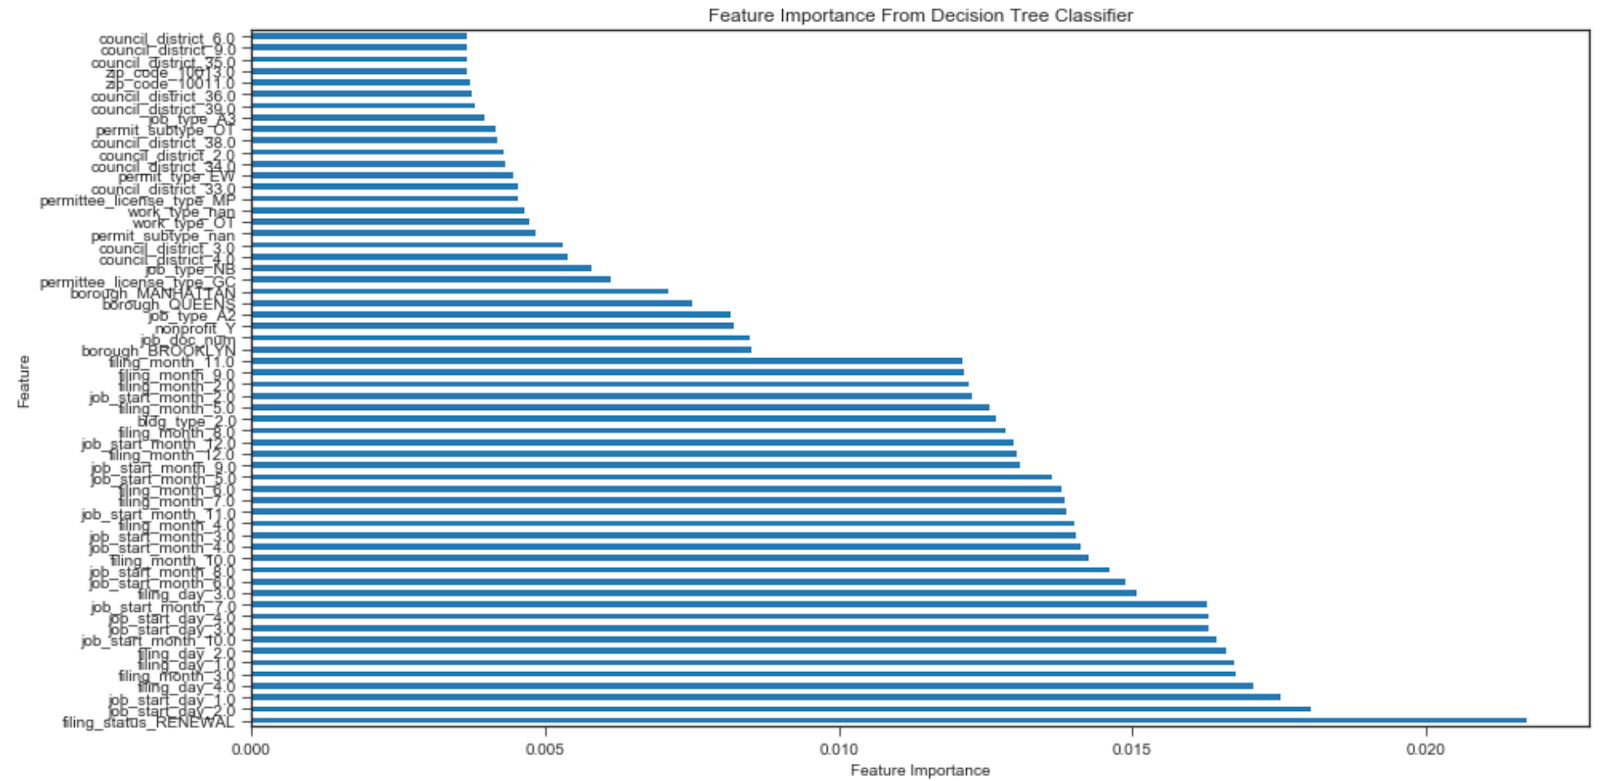 Feature Importance From Decision Tree Classifier
council_district_6.0
council_district_9.0
council_district_35.0
zip_code_10013.0
zip_code_10011.0
council_district_36.0
council_district_39.0
job_type_A3
permit_subtype_OT
council_district_38.0
council_district_2.0
council_district_34.0
permit_type_EW
council_district_33.0
permittee_license_type_MP
work_type_nan
work_type_OT
permit_subtype_nan
council_district_3.0
council_district_4.0
job_type_NB
permittee_license_type_GC
borough_MANHATTAN
borough_QUEENS
job_type_A2
nonprofit_Y
job_doc_num
borough_BROOKLYN
filing_month_11.0
filing_month_9.0
filing_month_2.0
job_start_month_2.0
filing_month_5.0
bldg_type_2.0
filing_month_8.0
job_start_month_12.0
filing_month_12.0
job_start_month_9.0
job_start_month_5.0
filing_month_6.0
filing_month_7.0
job_start_month_11.0
filing_month_4.0
job_start_month_3.0
job_start_month_4.0
filing_month_10.0
job_start_month_8.0
job_start_month_6.0
filing_day_3.0
job_start_month_7.0
job_start_day_4.0
job_start_day_3.0
job_start_month_10.0
filing_day_2.0
filing_day_1.0
filing_month_3.0
filing_day_4.0
job_start_day_1.0
job_start_day_2.0
filing_status_RENEWAL
Feature
0.000 0.005 0.010 0.015 0.020
Feature Importance